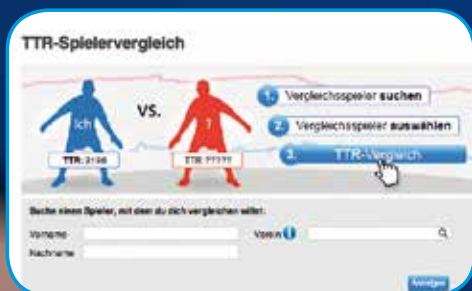 TTR-Spielervergleich
Ich
VS.
?
TTR:
TTR: ?????
1. Vergleichsspieler suchen
2. Vergleichsspieler auswählen
3. TTR-Vergleich
Suche einen Spieler, mit dem du dich vergleichen willst:
Vorname
Verein i
Nachname
Anzeigen